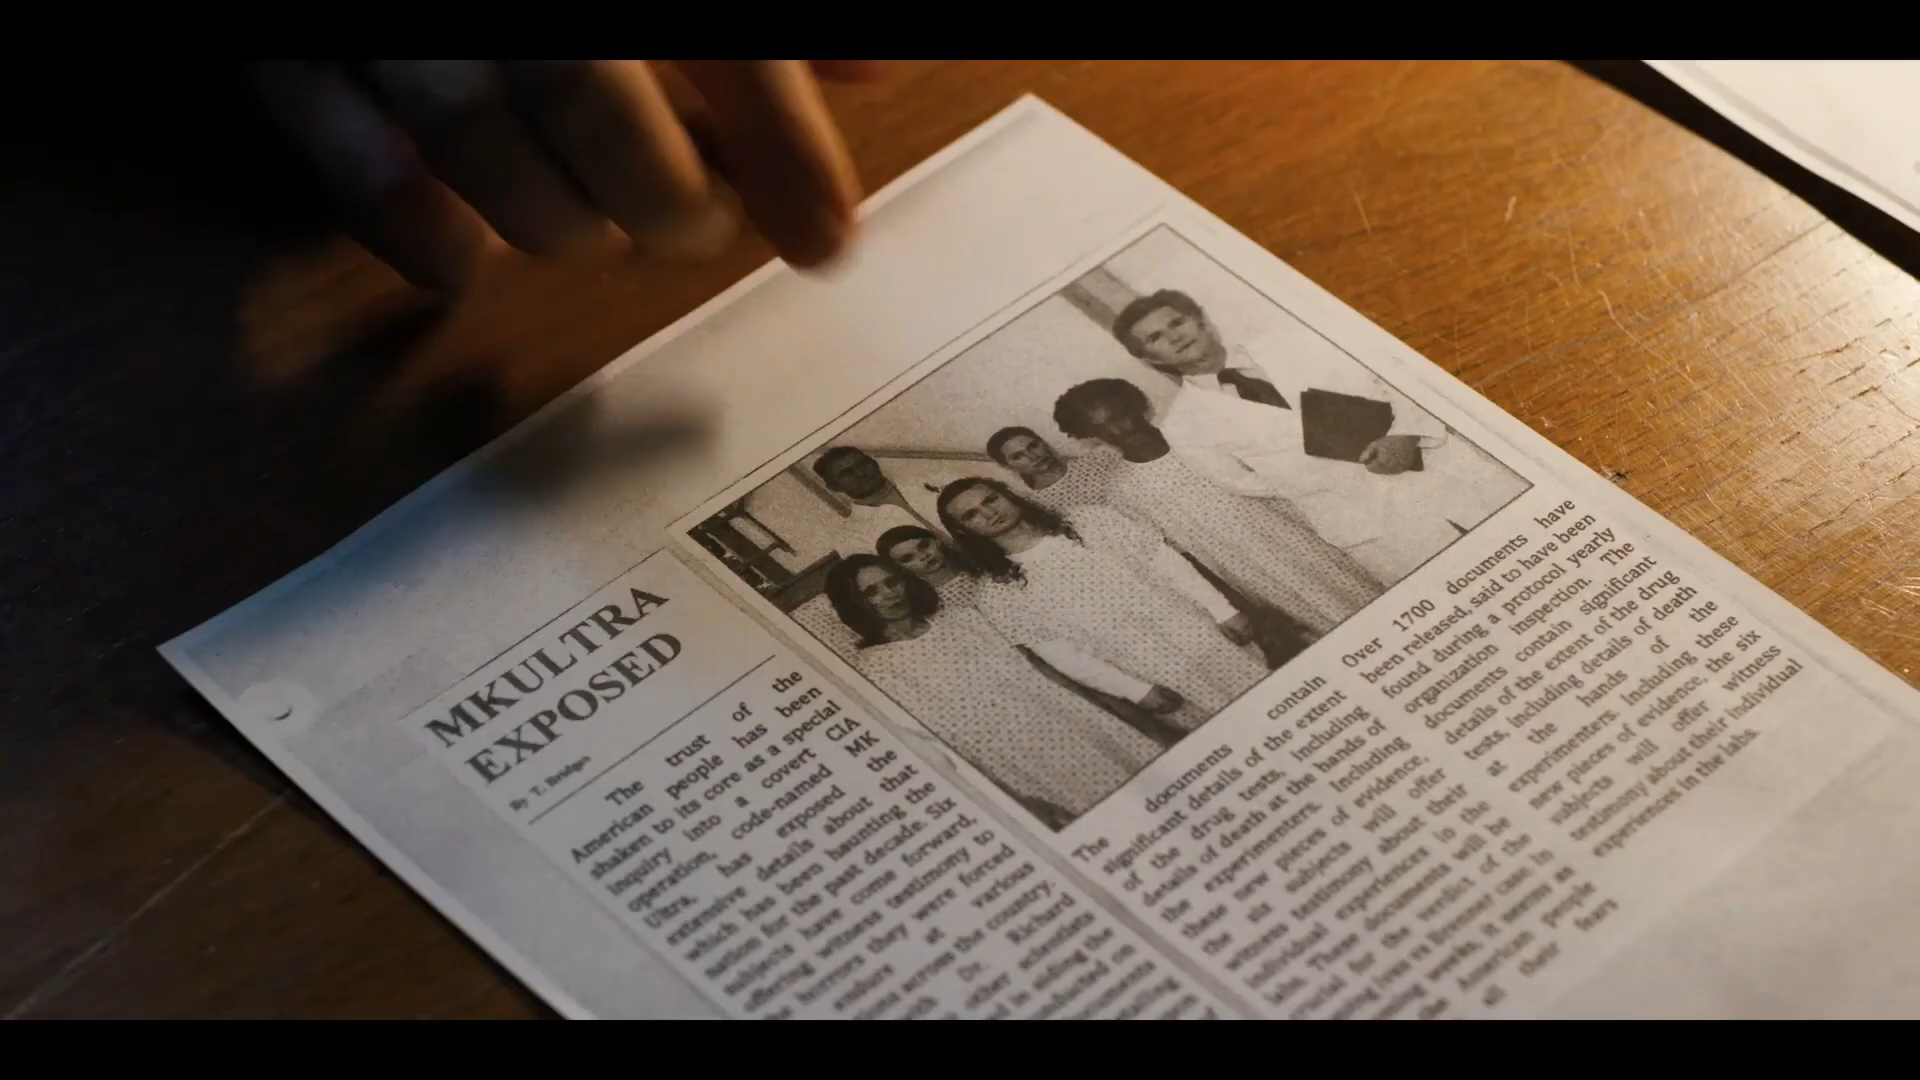 MKULTRA
EXPOSED
By T. Bridges
The trust of the
American people has been
shaken to its core as a special
inquiry into a covert CIA
operation, code-named MK
Ultra, has exposed the
extensive details about that
which has been haunting the
nation for the past decade. Six
subjects have come forward,
offering witness testimony to
the horrors they were forced
endure at various
across the country.
Dr. Richard
other scientists
in aiding the
on
The documents contain
significant details of the extent
of the drug tests, including
details of death at the hands of
the experimenters. Including
these new pieces of evidence,
the six subjects will offer
witness testimony about their
individual experiences in the
labs. These documents will be
crucial for the verdict of the
Ives vs Brenner case. In
weeks, it seems as
the American people
all their fears
Over 1700 documents have
been released, said to have been
found during a protocol yearly
organization inspection. The
documents contain significant
details of the extent of the drug
tests, including details of death
at the hands of the
experimenters. Including these
new pieces of evidence, the six
subjects will offer witness
testimony about their individual
experiences in the labs.